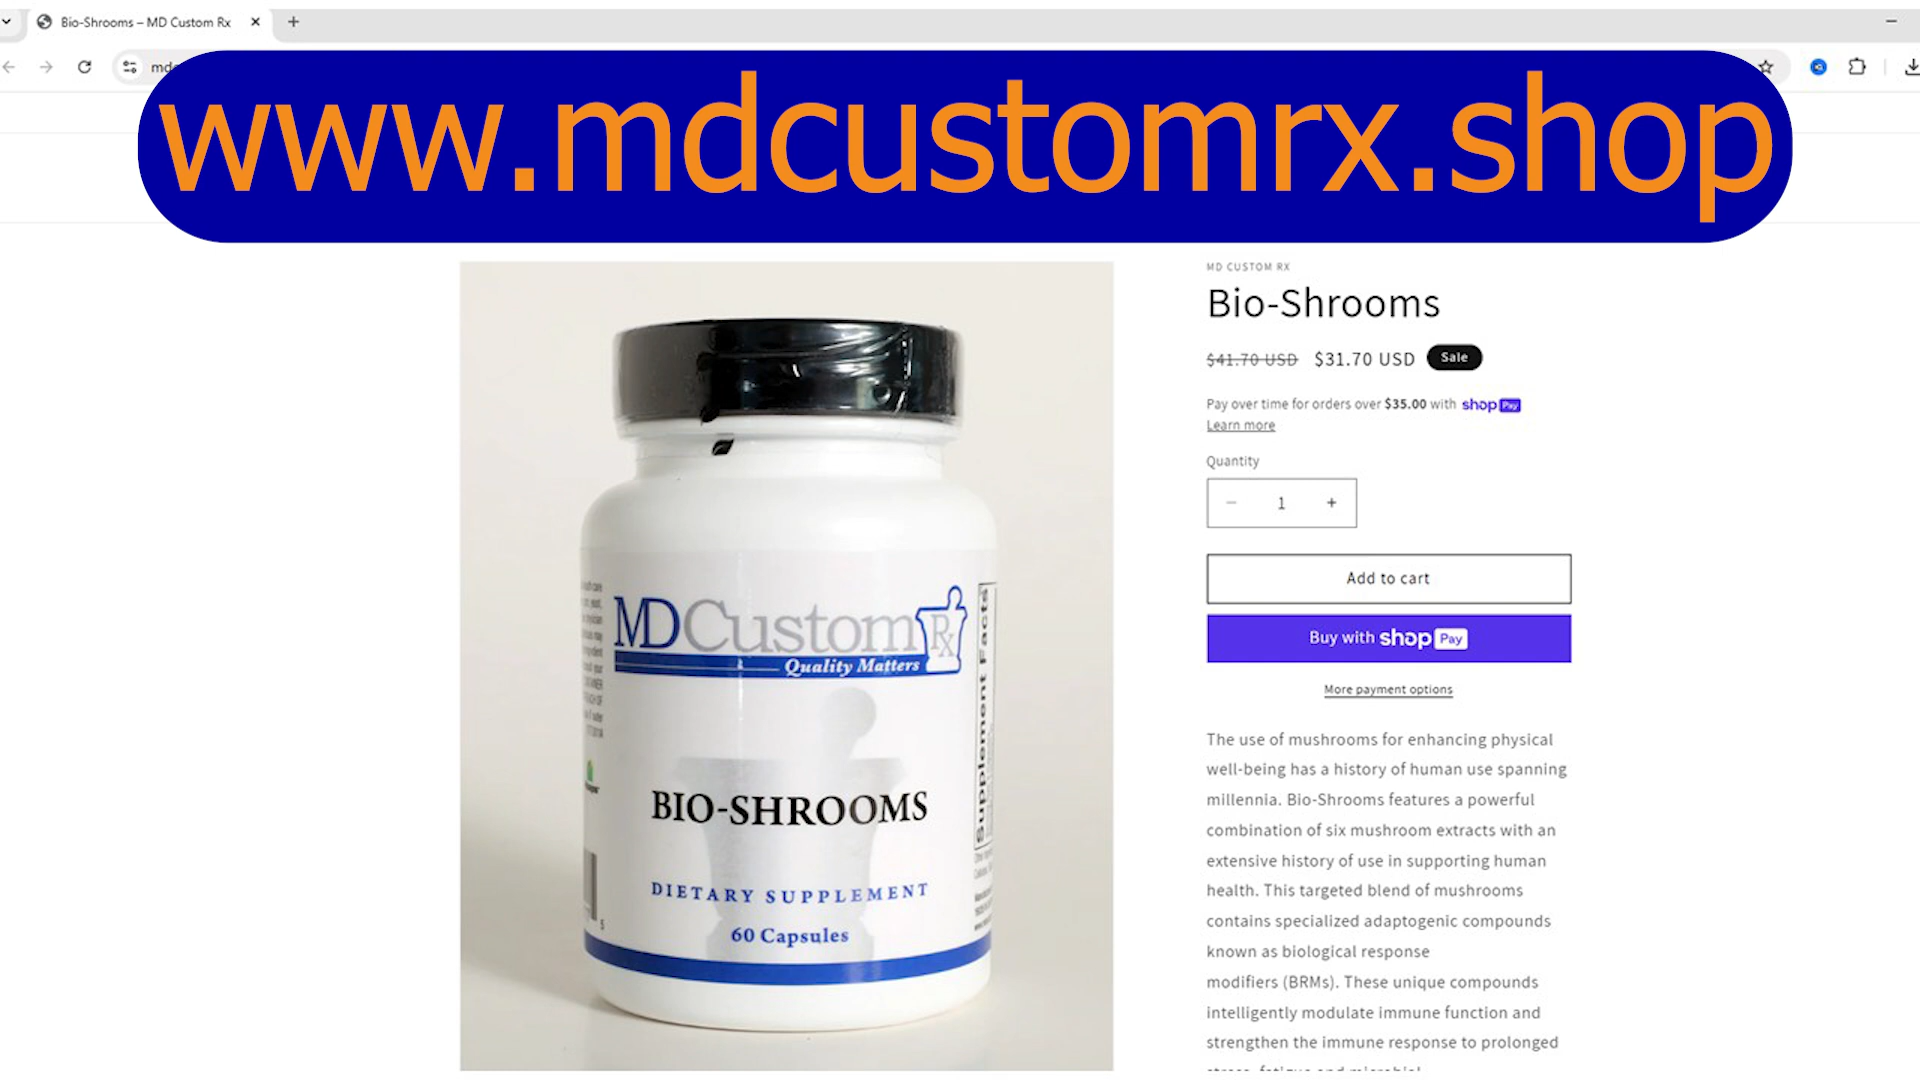 Bio-Shrooms – MD Custom Rx
www.mdcustomrx.shop
MD CUSTOM RX
Bio-Shrooms
$41.70 USD $31.70 USD Sale
Pay over time for orders over $35.00 with shop Pay
Learn more
Quantity
1
Add to cart
Buy with shop Pay
More payment options
The use of mushrooms for enhancing physical
well-being has a history of human use spanning
millennia. Bio-Shrooms features a powerful
combination of six mushroom extracts with an
extensive history of use in supporting human
health. This targeted blend of mushrooms
contains specialized adaptogenic compounds
known as biological response
modifiers (BRMs). These unique compounds
intelligently modulate immune function and
strengthen the immune response to prolonged
MDCustom Rx
Quality Matters
BIO-SHROOMS
DIETARY SUPPLEMENT
60 Capsules
Supplement Facts